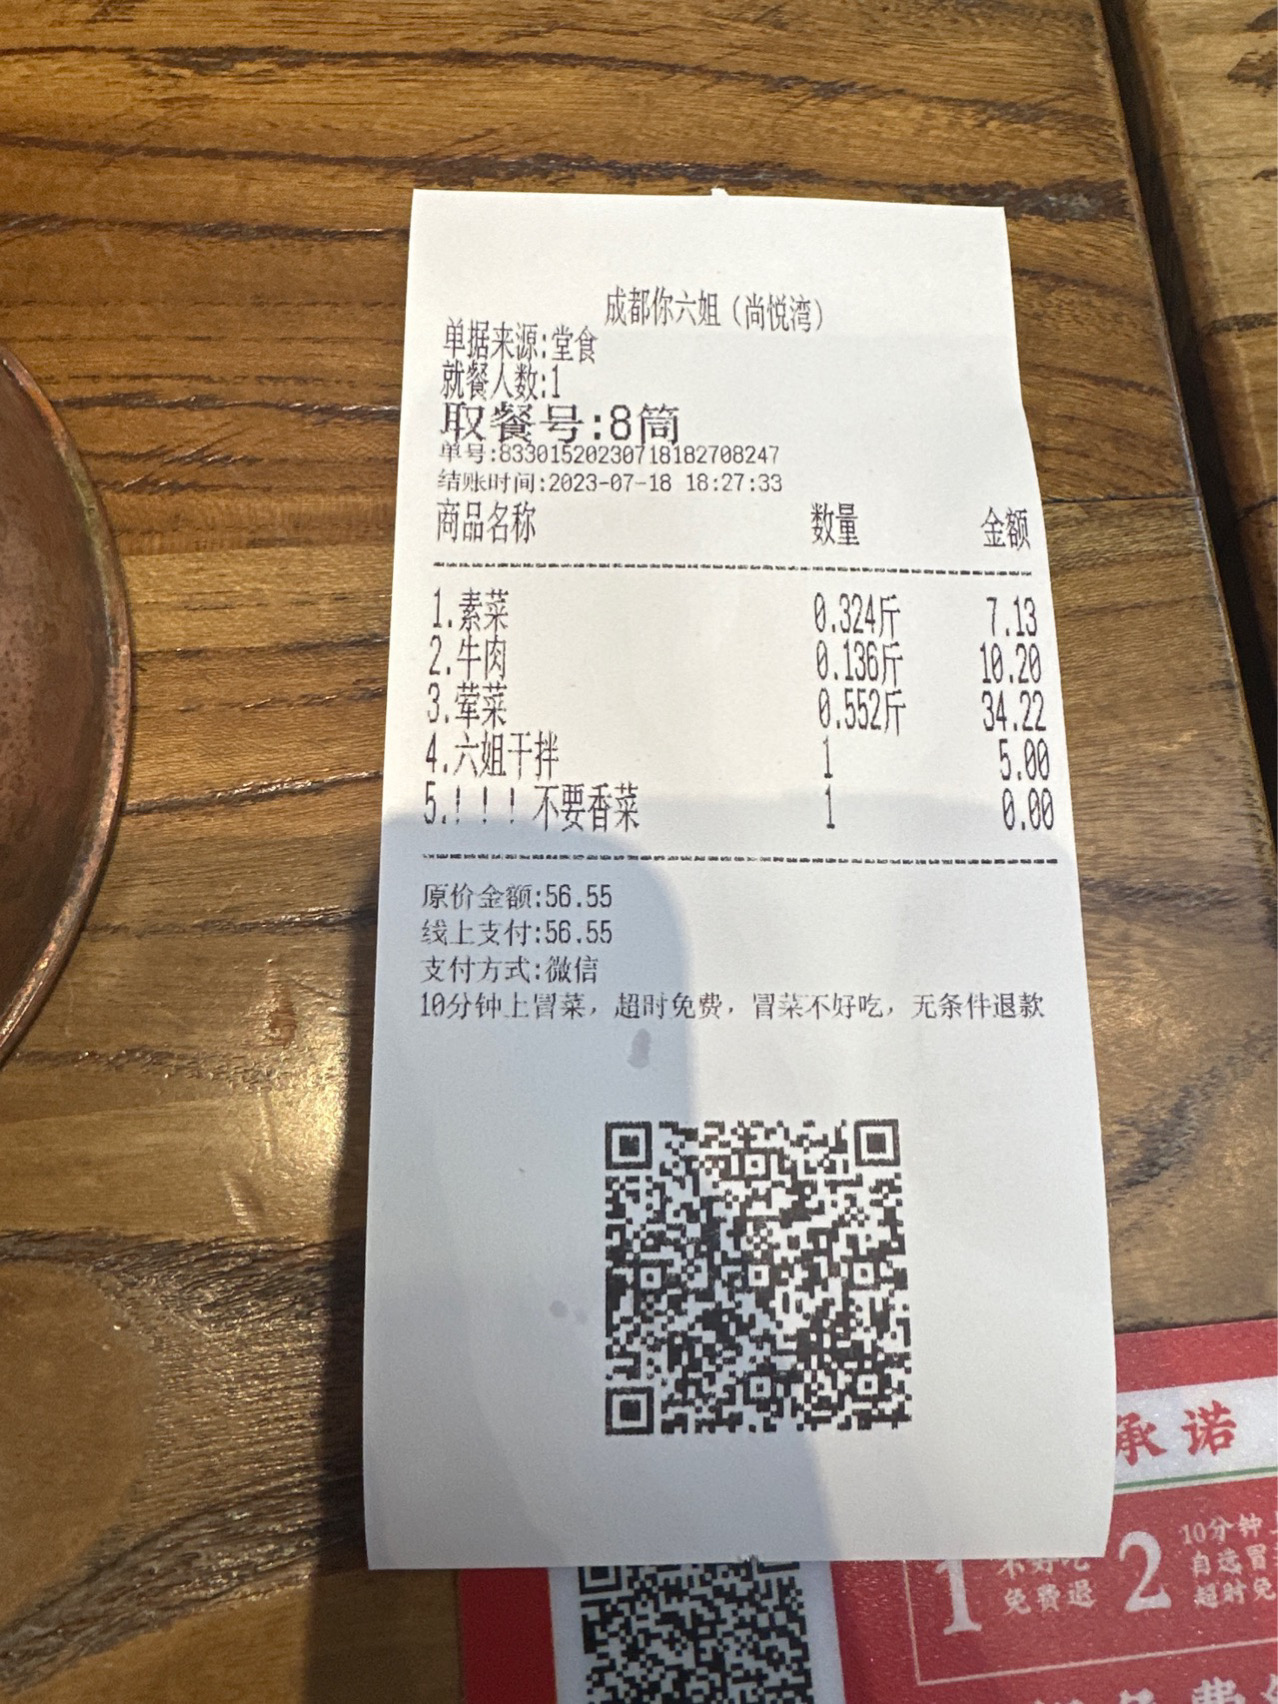 成都你六姐（尚悦湾）
单据来源:堂食
就餐人数:1
取餐号:8筒
单号:83301520230718182708247
结账时间:2023-07-18 18:27:33
商品名称 数量 金额
1.素菜 0.324斤 7.13
2.牛肉 0.136斤 10.20
3.荤菜 0.552斤 34.22
4.六姐干拌 1 5.00
5.！！！不要香菜 1 0.00
原价金额:56.55
线上支付:56.55
支付方式:微信
10分钟上冒菜，超时免费，冒菜不好吃，无条件退款
承诺
1 不好吃
免费退
2 10分钟上
自选冒
超时免